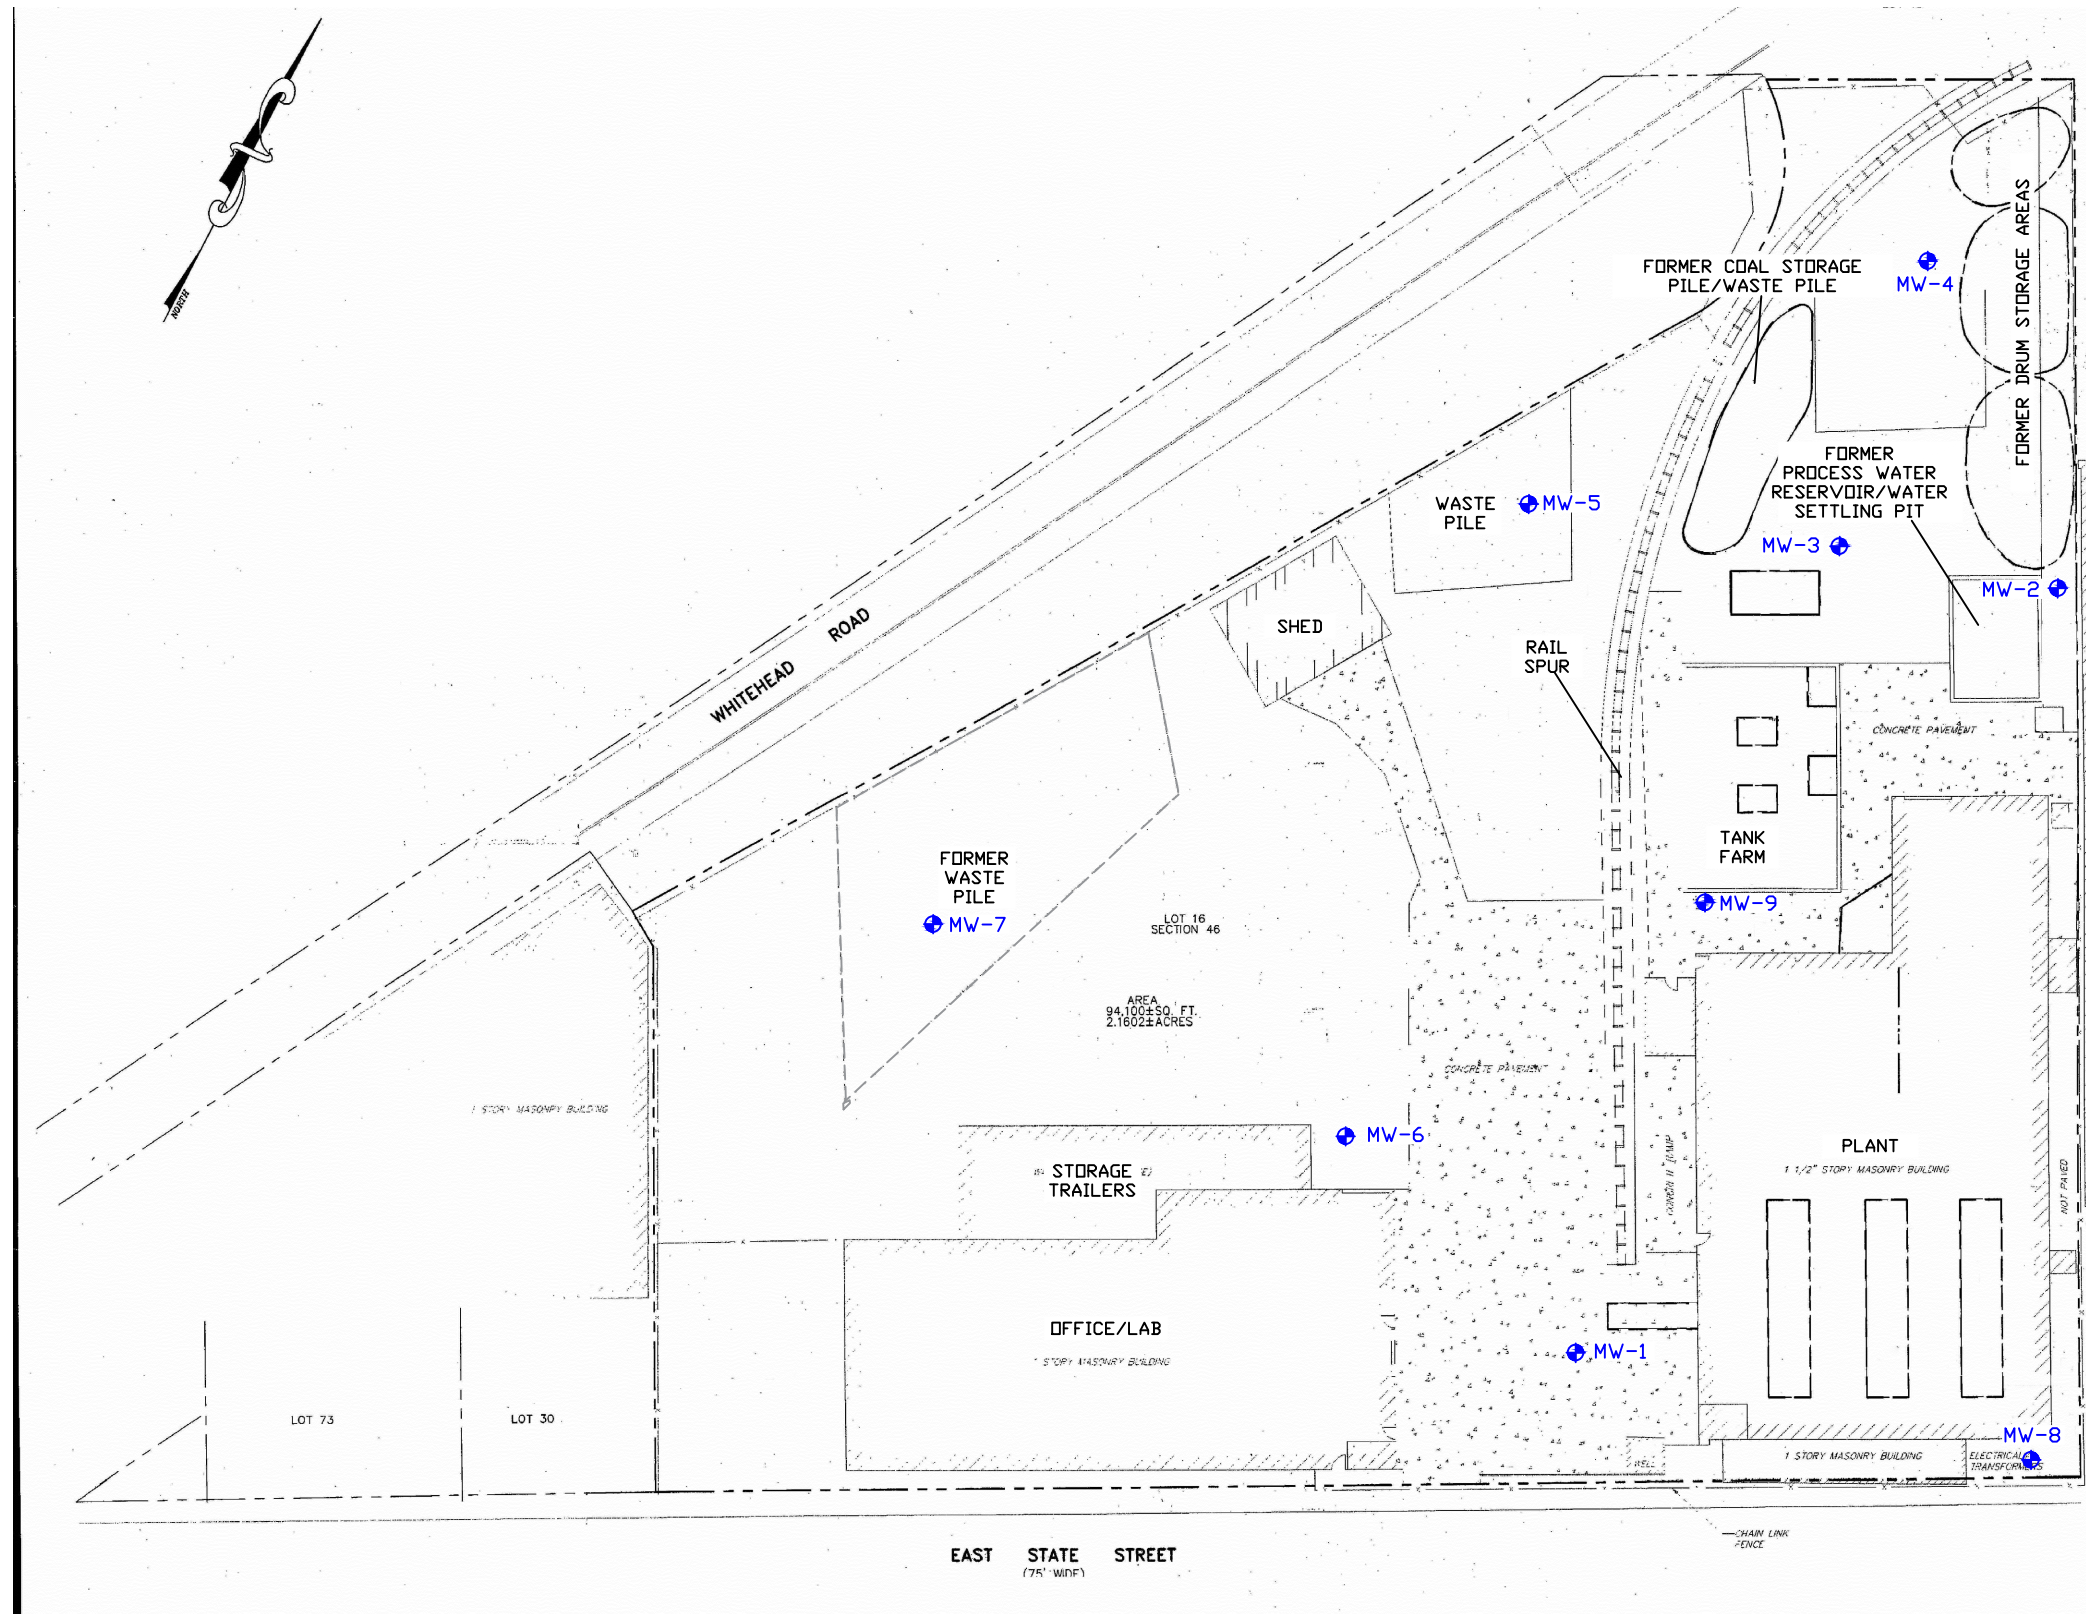 NORTH
FORMER COAL STORAGE
PILE/WASTE PILE
MW-4
FORMER DRUM STORAGE AREAS
FORMER
PROCESS WATER
RESERVOIR/WATER
SETTLING PIT
WASTE
PILE
MW-5
MW-3
MW-2
SHED
WHITEHEAD ROAD
RAIL
SPUR
CONCRETE PAVEMENT
TANK
FARM
FORMER
WASTE
PILE
MW-7
MW-9
LOT 16
SECTION 46
AREA
94,100±SQ. FT.
2.1602±ACRES
CONCRETE PAVEMENT
1 STORY MASONRY BUILDING
MW-6
STORAGE
TRAILERS
PLANT
1 1/2" STORY MASONRY BUILDING
NOT PAVED
OFFICE/LAB
1 STORY MASONRY BUILDING
MW-1
LOT 73
LOT 30
MW-8
WELL
1 STORY MASONRY BUILDING
ELECTRICAL
TRANSFORMERS
CHAIN LINK
FENCE
EAST STATE STREET
(75' WIDE)